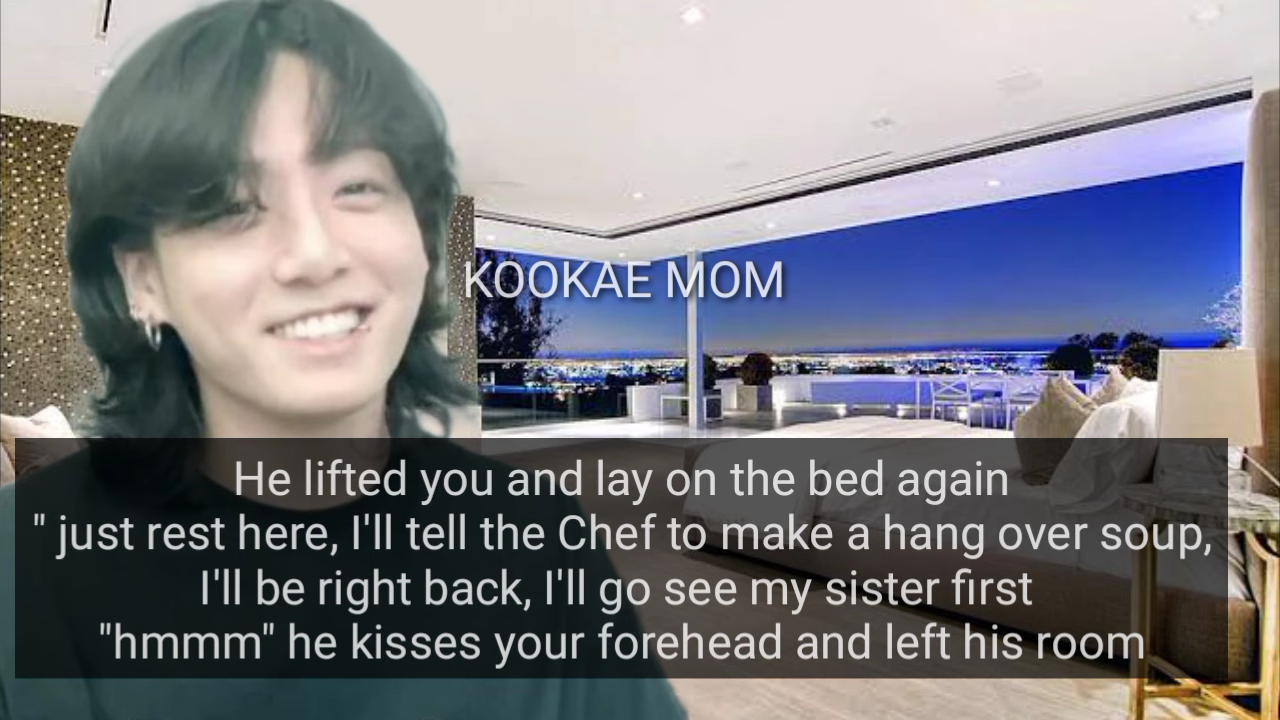 KOOKAE MOM
He lifted you and lay on the bed again
" just rest here, I'll tell the Chef to make a hang over soup,
I'll be right back, I'll go see my sister first
"hmmm" he kisses your forehead and left his room